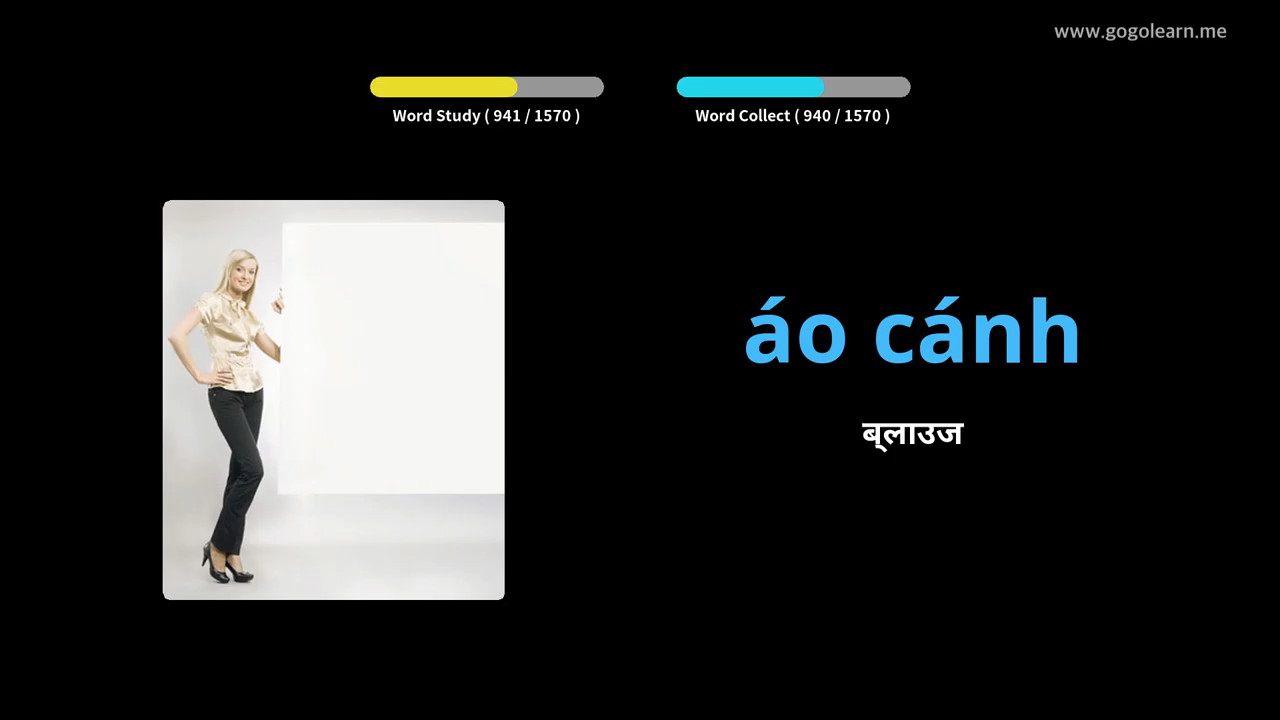 www.gogolearn.me
Word Study ( 941 / 1570 )
Word Collect ( 940 / 1570 )
áo cánh
ब्लाउज